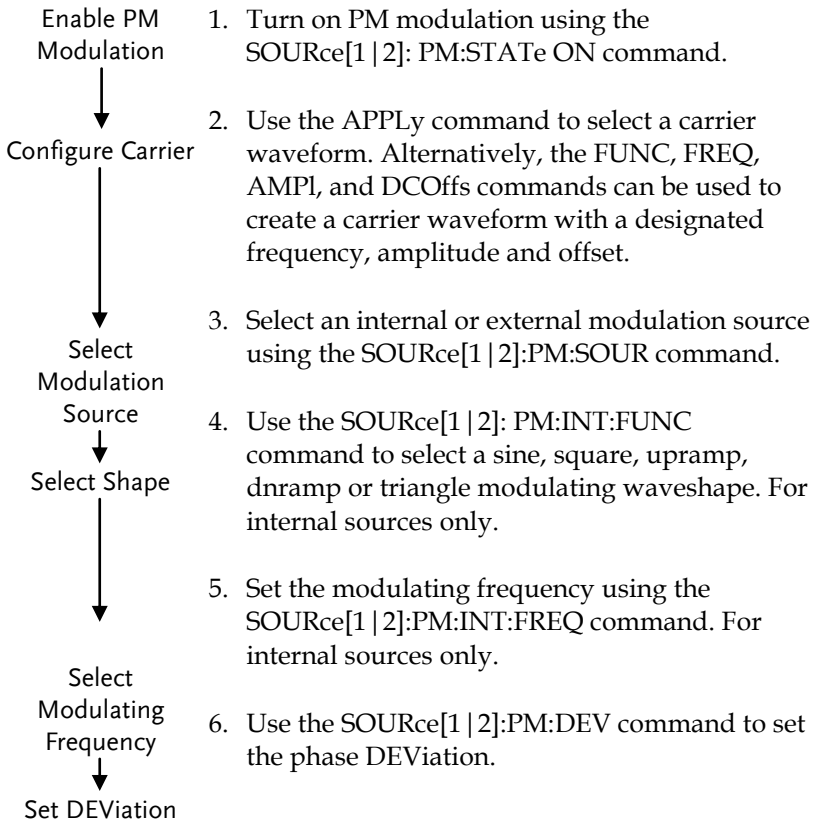 Enable PM
Modulation
Configure Carrier
Select
Modulation
Source
Select Shape
Select
Modulating
Frequency
Set DEViation
1. Turn on PM modulation using the
SOURce[1|2]: PM:STATe ON command.
2. Use the APPLy command to select a carrier
waveform. Alternatively, the FUNC, FREQ,
AMPl, and DCOffs commands can be used to
create a carrier waveform with a designated
frequency, amplitude and offset.
3. Select an internal or external modulation source
using the SOURce[1|2]:PM:SOUR command.
4. Use the SOURce[1|2]: PM:INT:FUNC
command to select a sine, square, upramp,
dnramp or triangle modulating waveshape. For
internal sources only.
5. Set the modulating frequency using the
SOURce[1|2]:PM:INT:FREQ command. For
internal sources only.
6. Use the SOURce[1|2]:PM:DEV command to set
the phase DEViation.